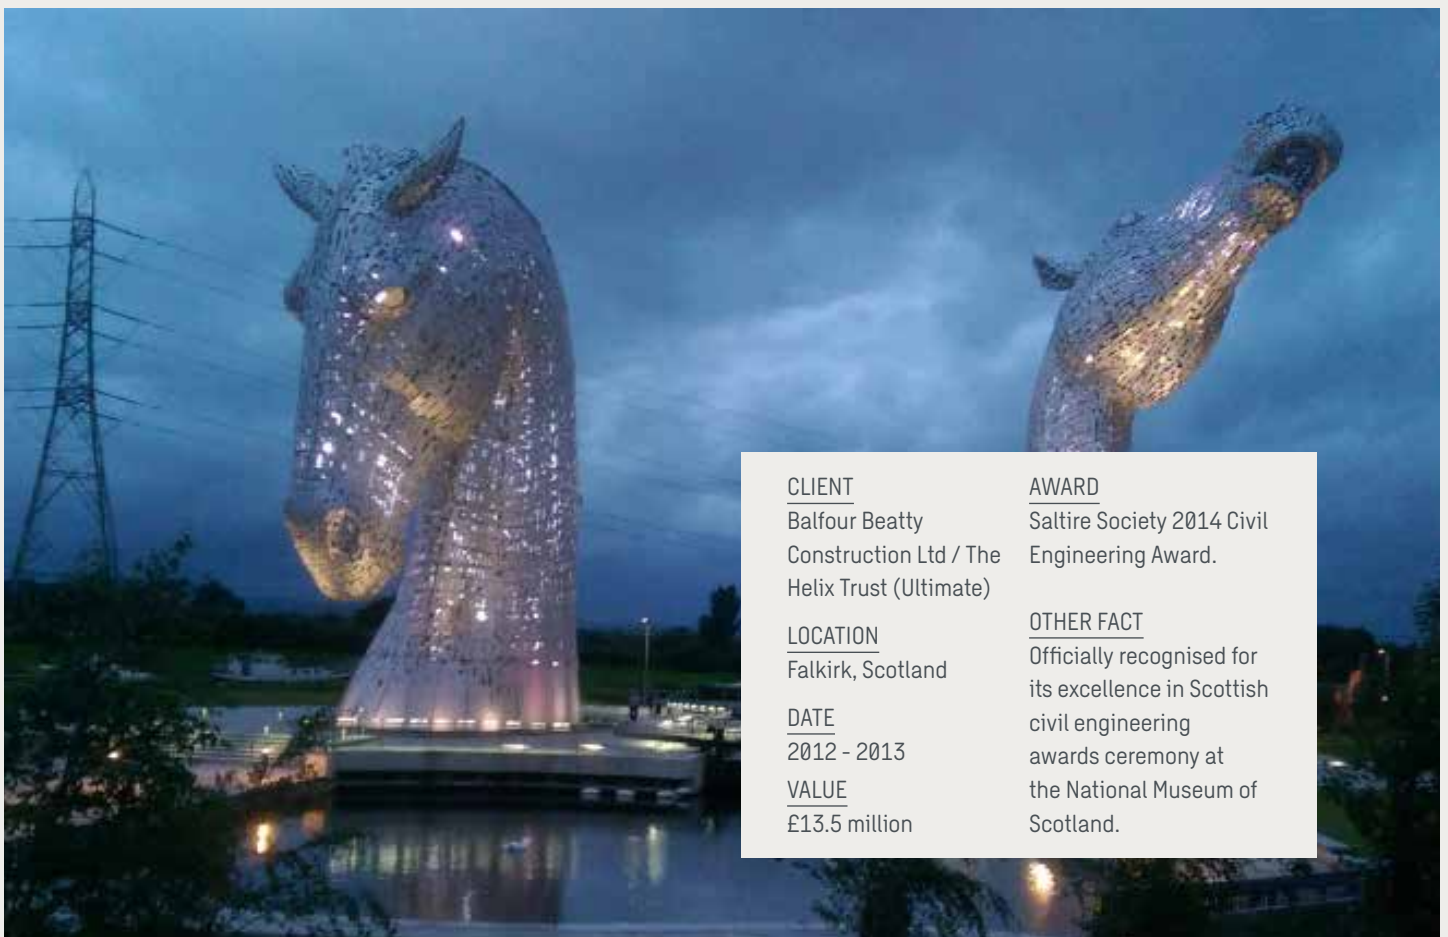 CLIENT
Balfour Beatty
Construction Ltd / The
Helix Trust (Ultimate)
LOCATION
Falkirk, Scotland
DATE
2012 - 2013
VALUE
£13.5 million
AWARD
Saltire Society 2014 Civil
Engineering Award.
OTHER FACT
Officially recognised for
its excellence in Scottish
civil engineering
awards ceremony at
the National Museum of
Scotland.